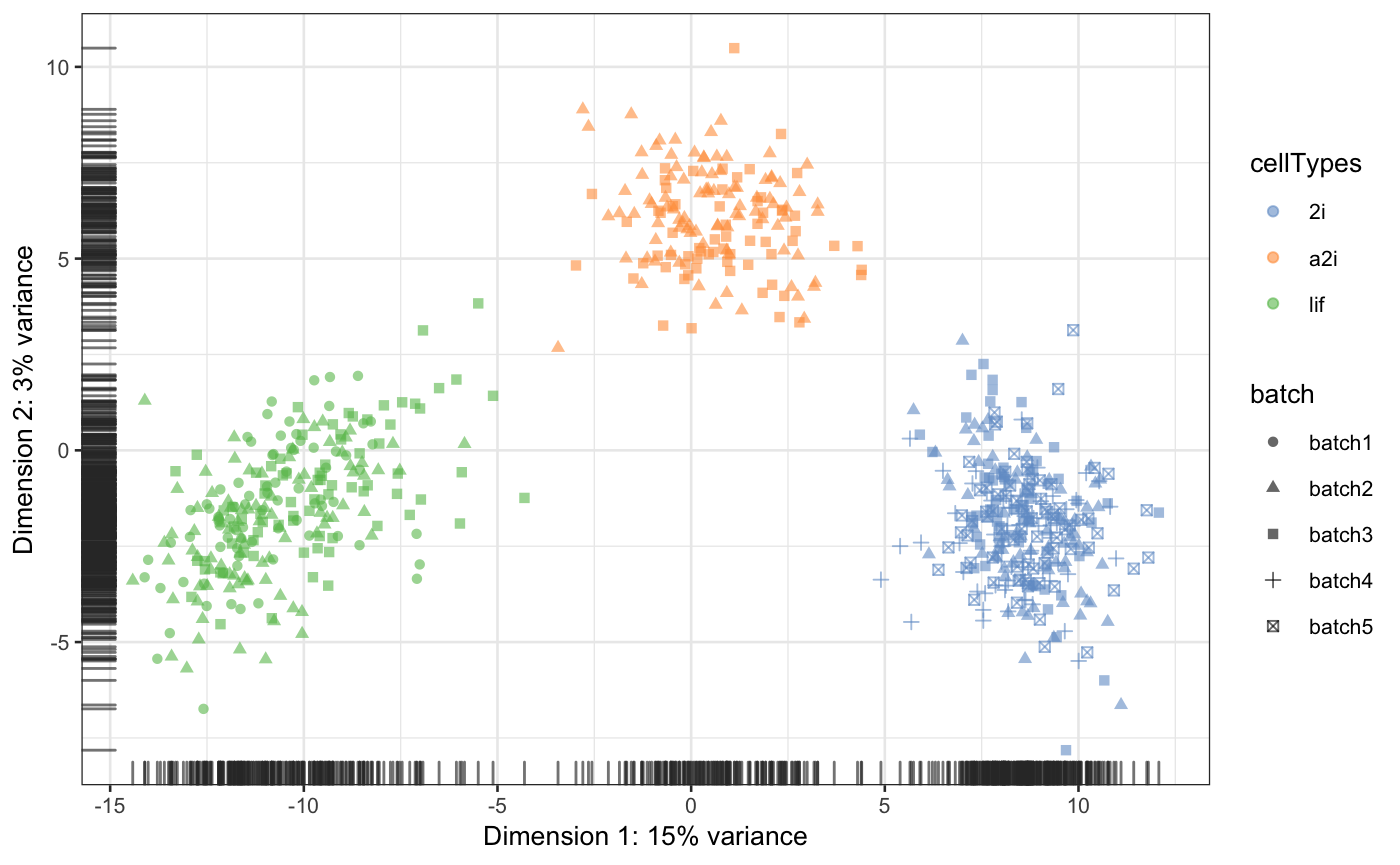 10
5
0
-5
Dimension 2: 3% variance
-15
-10
-5
0
5
10
Dimension 1: 15% variance
cellTypes
2i
a2i
lif
batch
batch1
batch2
batch3
batch4
batch5